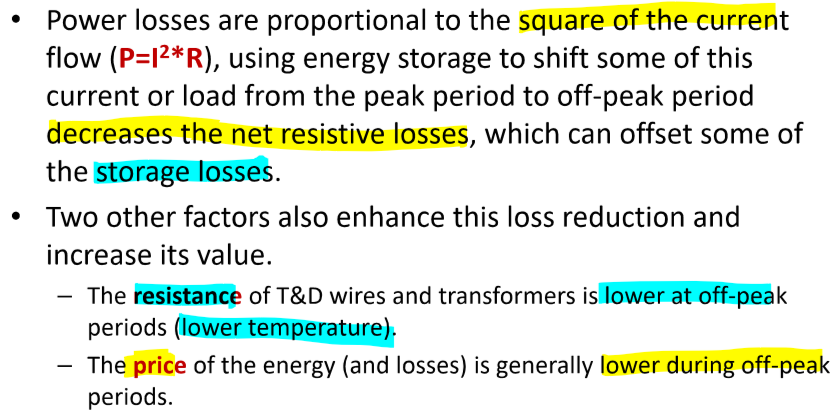 • Power losses are proportional to the square of the current
flow (P=I²*R), using energy storage to shift some of this
current or load from the peak period to off-peak period
decreases the net resistive losses, which can offset some of
the storage losses.
• Two other factors also enhance this loss reduction and
increase its value.
– The resistance of T&D wires and transformers is lower at off-peak
periods (lower temperature).
– The price of the energy (and losses) is generally lower during off-peak
periods.